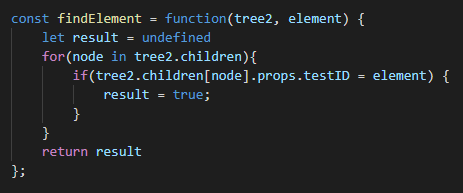 const findElement = function(tree2, element) {
let result = undefined
for(node in tree2.children){
if(tree2.children[node].props.testID = element) {
result = true;
}
}
return result
};